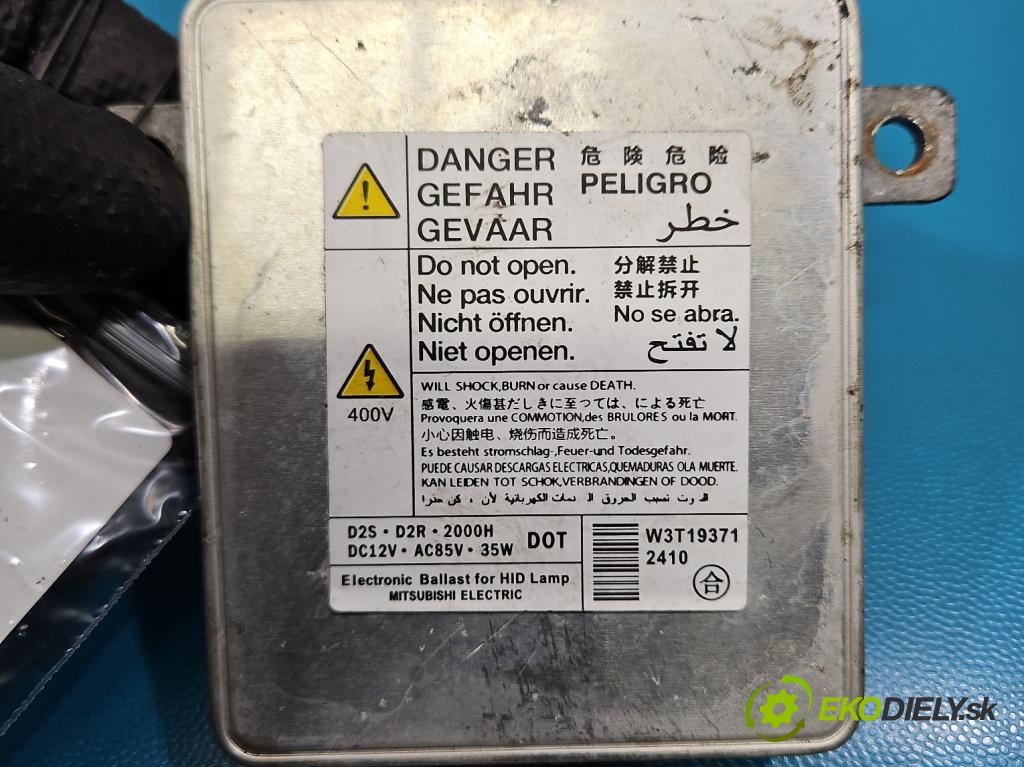 DANGER 危 険 危 险
GEFAHR PELIGRO
GEVAAR خطر
Do not open. 分解禁止
Ne pas ouvrir. 禁止拆开
Nicht öffnen. No se abra.
Niet openen. لا تفتح
400V
WILL SHOCK,BURN or cause DEATH.
感電、火傷甚だしきに至つては、による死亡
Provoquera une COMMOTION,des BRULORES ou la MORT.
小心因触电、烧伤而造成死亡。
Es besteht stromschlag-,Feuer-und Todesgefahr.
PUEDE CAUSAR DESCARGAS ELECTRICAS,QUEMADURAS OLA MUERTE.
KAN LEIDEN TOT SCHOK,VERBRANDINGEN OF DOOD.
D2S・D2R・2000H
DC12V・AC85V・35W DOT
Electronic Ballast for HID Lamp
MITSUBISHI ELECTRIC
W3T19371
2410
合
EKODIELY.sk